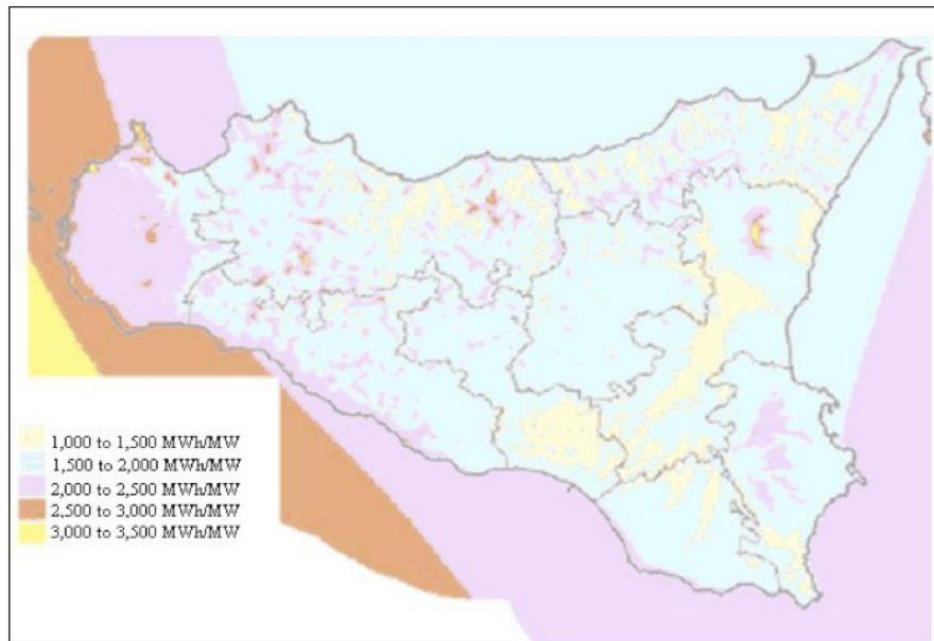 1,000 to 1,500 MWh/MW
1,500 to 2,000 MWh/MW
2,000 to 2,500 MWh/MW
2,500 to 3,000 MWh/MW
3,000 to 3,500 MWh/MW